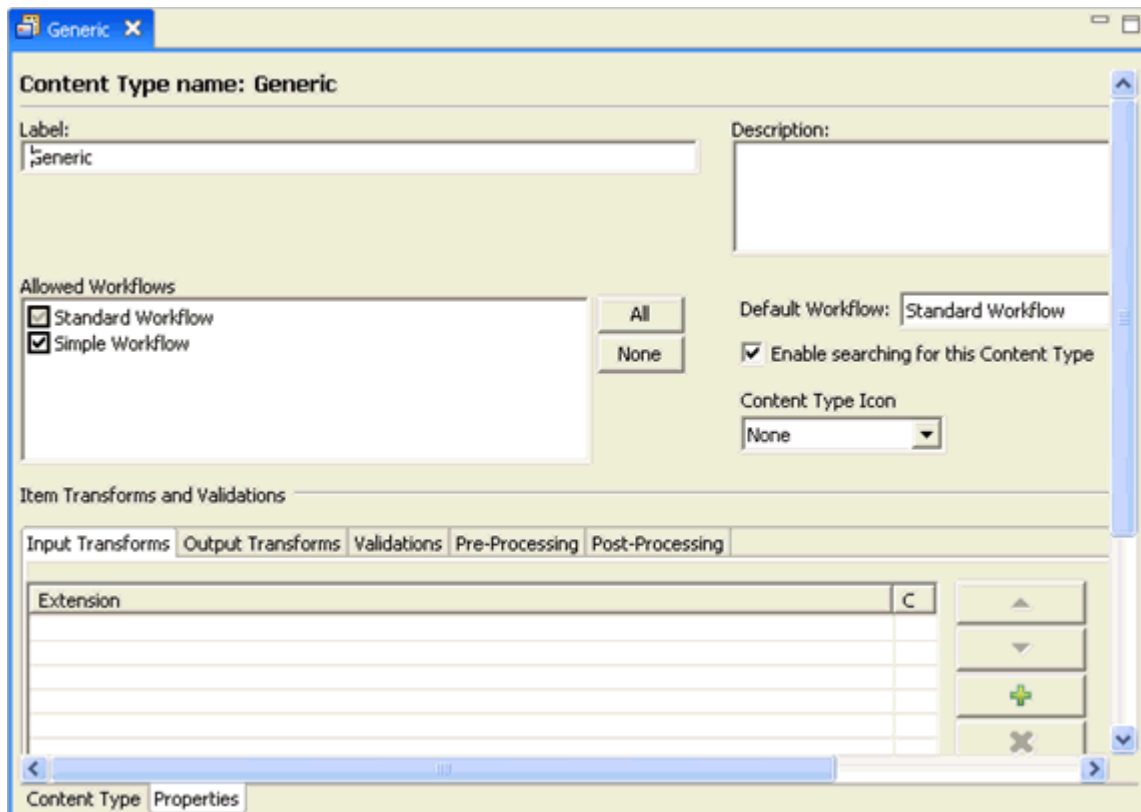 Generic
Content Type name: Generic
Label:
Generic
Description:
Allowed Workflows
Standard Workflow
Simple Workflow
All
None
Default Workflow: Standard Workflow
Enable searching for this Content Type
Content Type Icon
None
Item Transforms and Validations
Input Transforms Output Transforms Validations Pre-Processing Post-Processing
Extension C
Content Type Properties